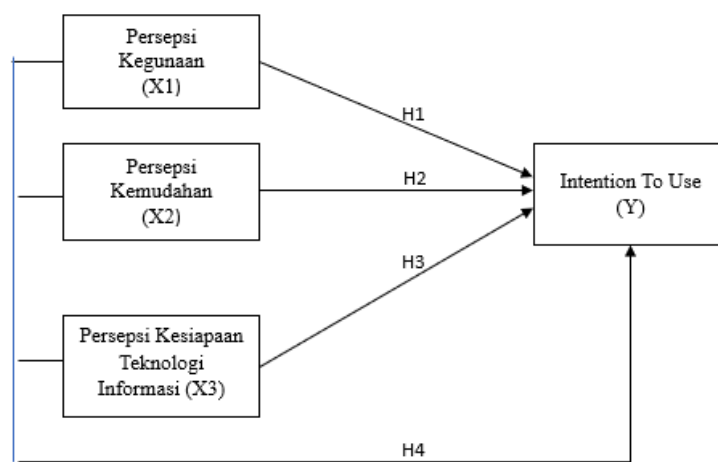 Persepsi
Kegunaan
(X1)
H1
Persepsi
Kemudahan
(X2)
H2
Intention To Use
(Y)
H3
Persepsi Kesiapaan
Teknologi
Informasi (X3)
H4